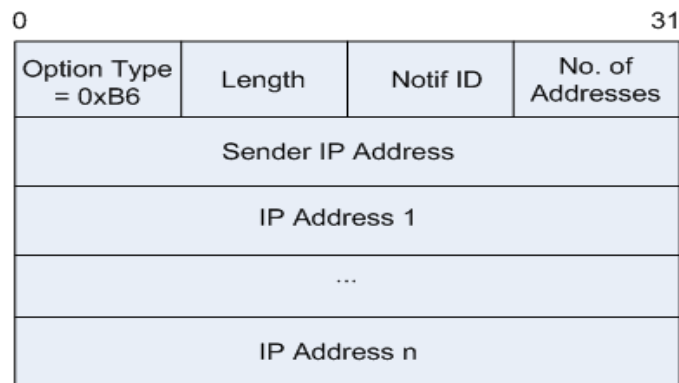 0 31
Option Type
= 0xB6
Length
Notif ID
No. of
Addresses
Sender IP Address
IP Address 1
...
IP Address n